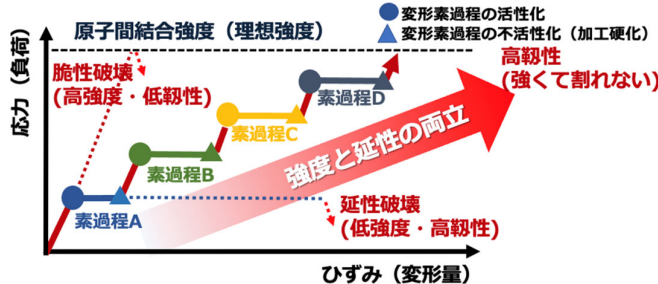 原子間結合強度（理想強度）
変形素過程の活性化
変形素過程の不活性化（加工硬化）
応力（負荷）
脆性破壊
(高強度・低靭性)
高靭性
(強くて割れない)
素過程D
素過程C
素過程B
素過程A
強度と延性の両立
延性破壊
(低強度・高靭性)
ひずみ（変形量）